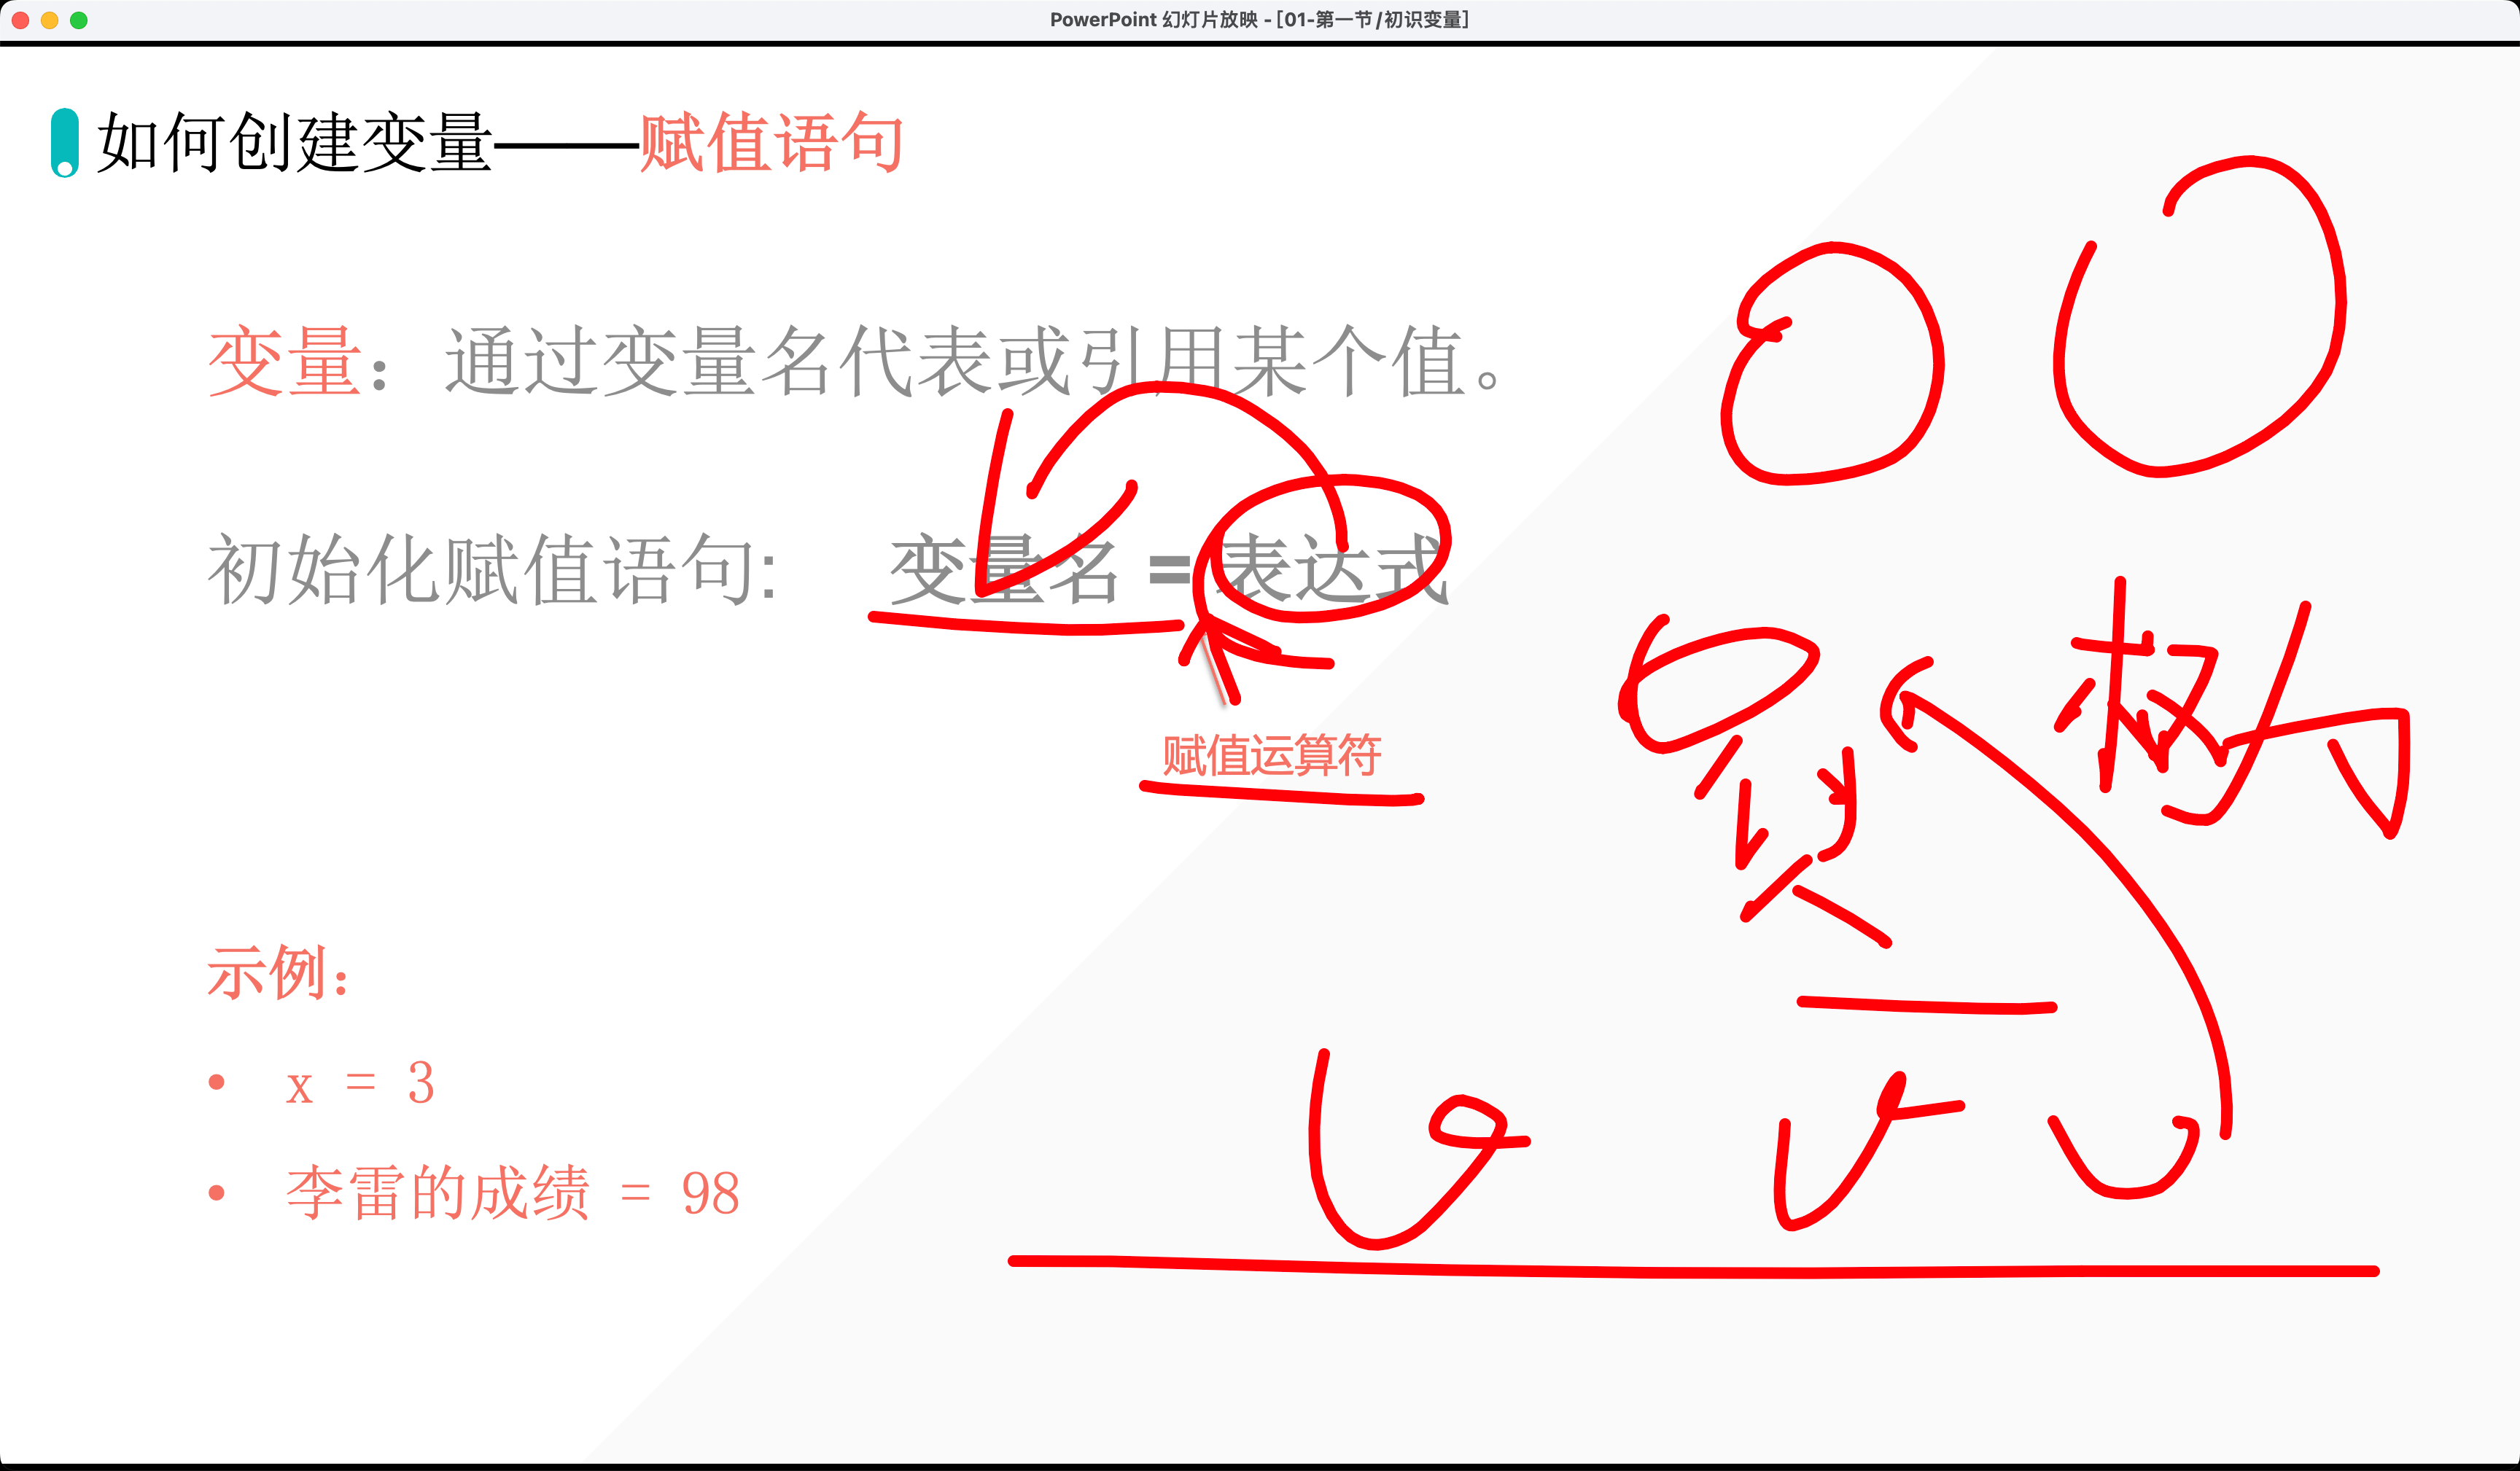 PowerPoint 幻灯片放映 - [01-第一节/初识变量]
如何创建变量——赋值语句
变量：通过变量名代表或引用某个值。
初始化赋值语句：变量名 = 表达式
赋值运算符
示例：
• x = 3
• 李雷的成绩 = 98